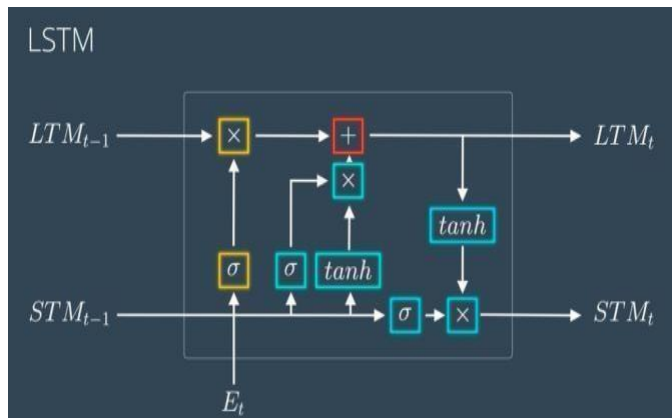 LSTM
LTM_{t-1} × + LTM_t
×
tanh
σ σ tanh
STM_{t-1} σ × STM_t
E_t